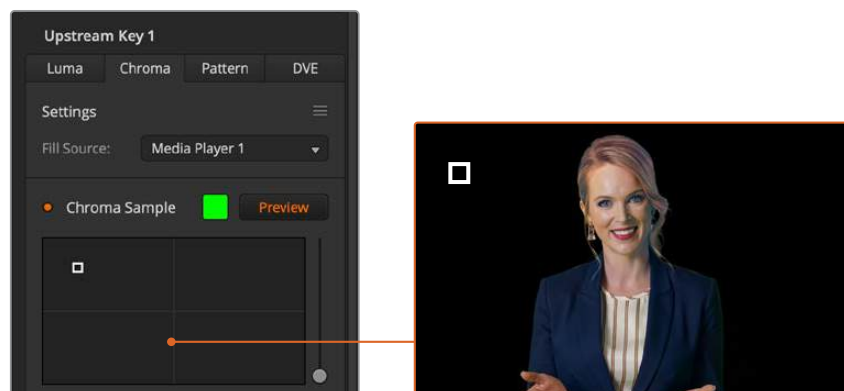 Upstream Key 1
Luma Chroma Pattern DVE
Settings
Fill Source: Media Player 1
Chroma Sample Preview